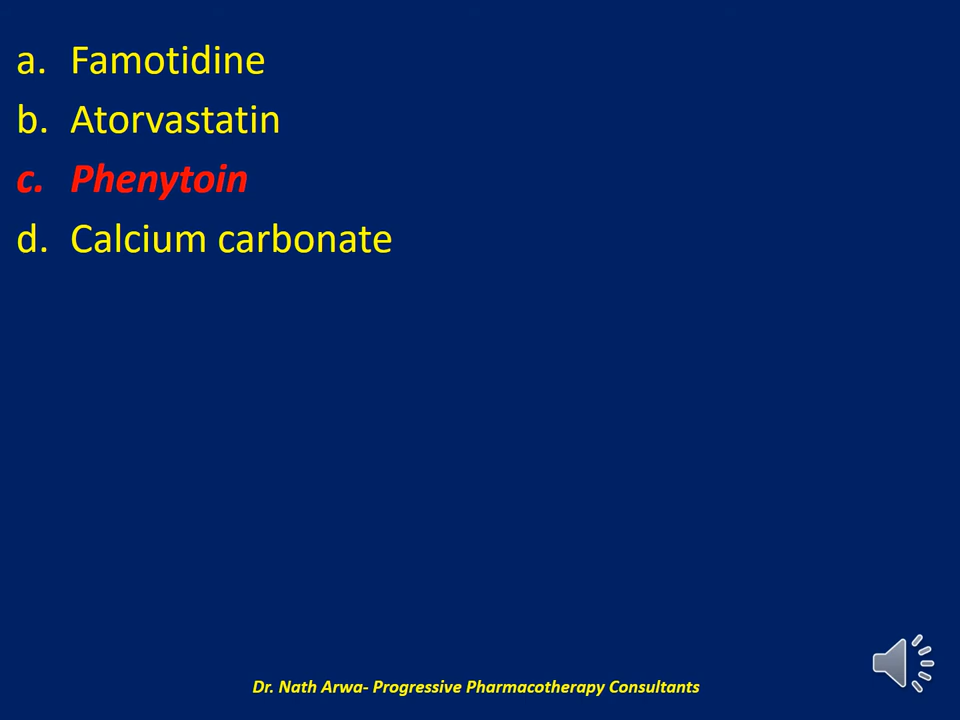 a. Famotidine
b. Atorvastatin
c. Phenytoin
d. Calcium carbonate
Dr. Nath Arwa- Progressive Pharmacotherapy Consultants